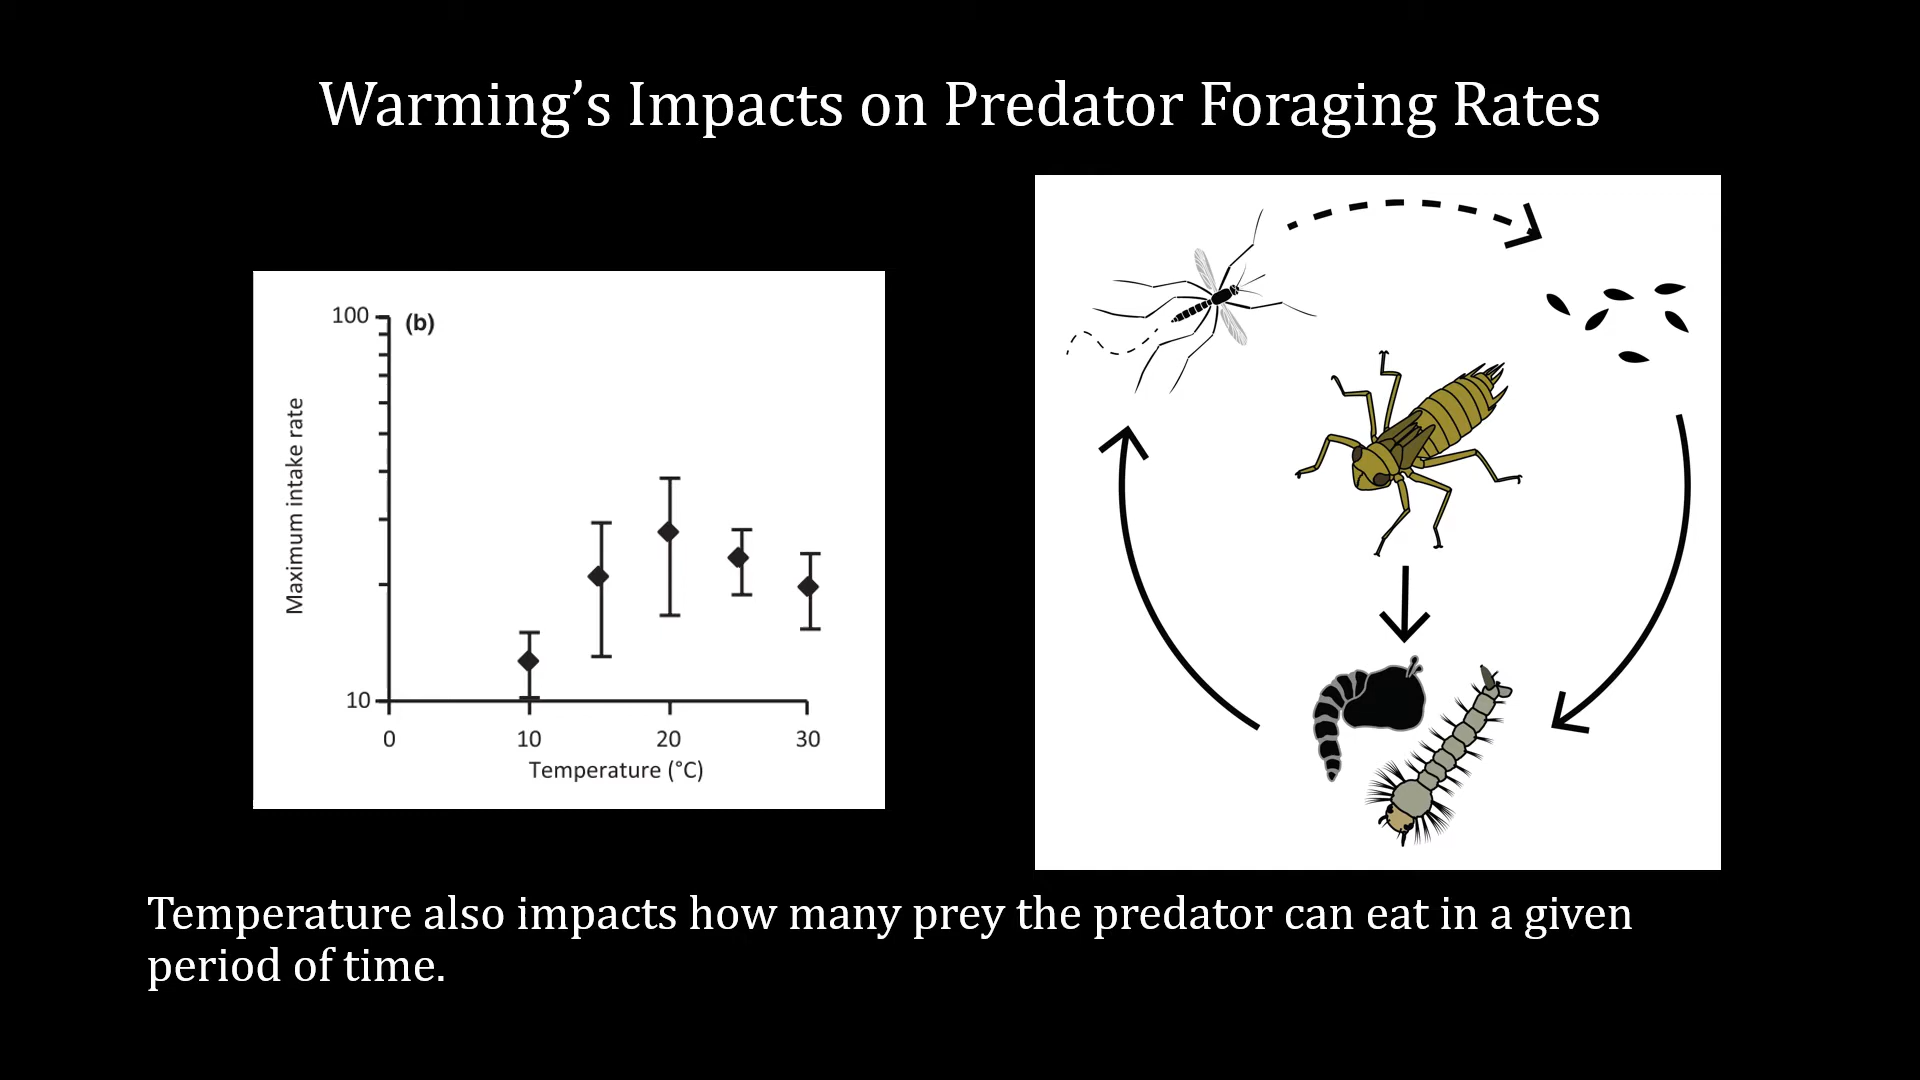 Warming’s Impacts on Predator Foraging Rates
100
(b)
Maximum intake rate
10
0 10 20 30
Temperature (°C)
Temperature also impacts how many prey the predator can eat in a given
period of time.